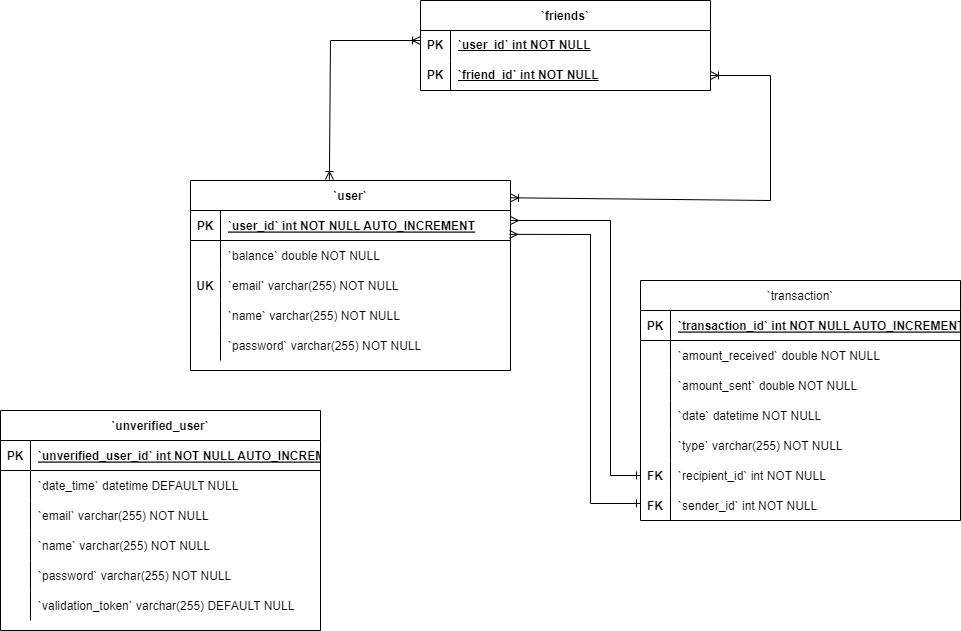 `friends`
PK `user_id` int NOT NULL
PK `friend_id` int NOT NULL
`user`
PK `user_id` int NOT NULL AUTO_INCREMENT
`balance` double NOT NULL
UK `email` varchar(255) NOT NULL
`name` varchar(255) NOT NULL
`password` varchar(255) NOT NULL
`transaction`
PK `transaction_id` int NOT NULL AUTO_INCREMENT
`amount_received` double NOT NULL
`amount_sent` double NOT NULL
`date` datetime NOT NULL
`type` varchar(255) NOT NULL
FK `recipient_id` int NOT NULL
FK `sender_id` int NOT NULL
`unverified_user`
PK `unverified_user_id` int NOT NULL AUTO_INCREM
`date_time` datetime DEFAULT NULL
`email` varchar(255) NOT NULL
`name` varchar(255) NOT NULL
`password` varchar(255) NOT NULL
`validation_token` varchar(255) DEFAULT NULL